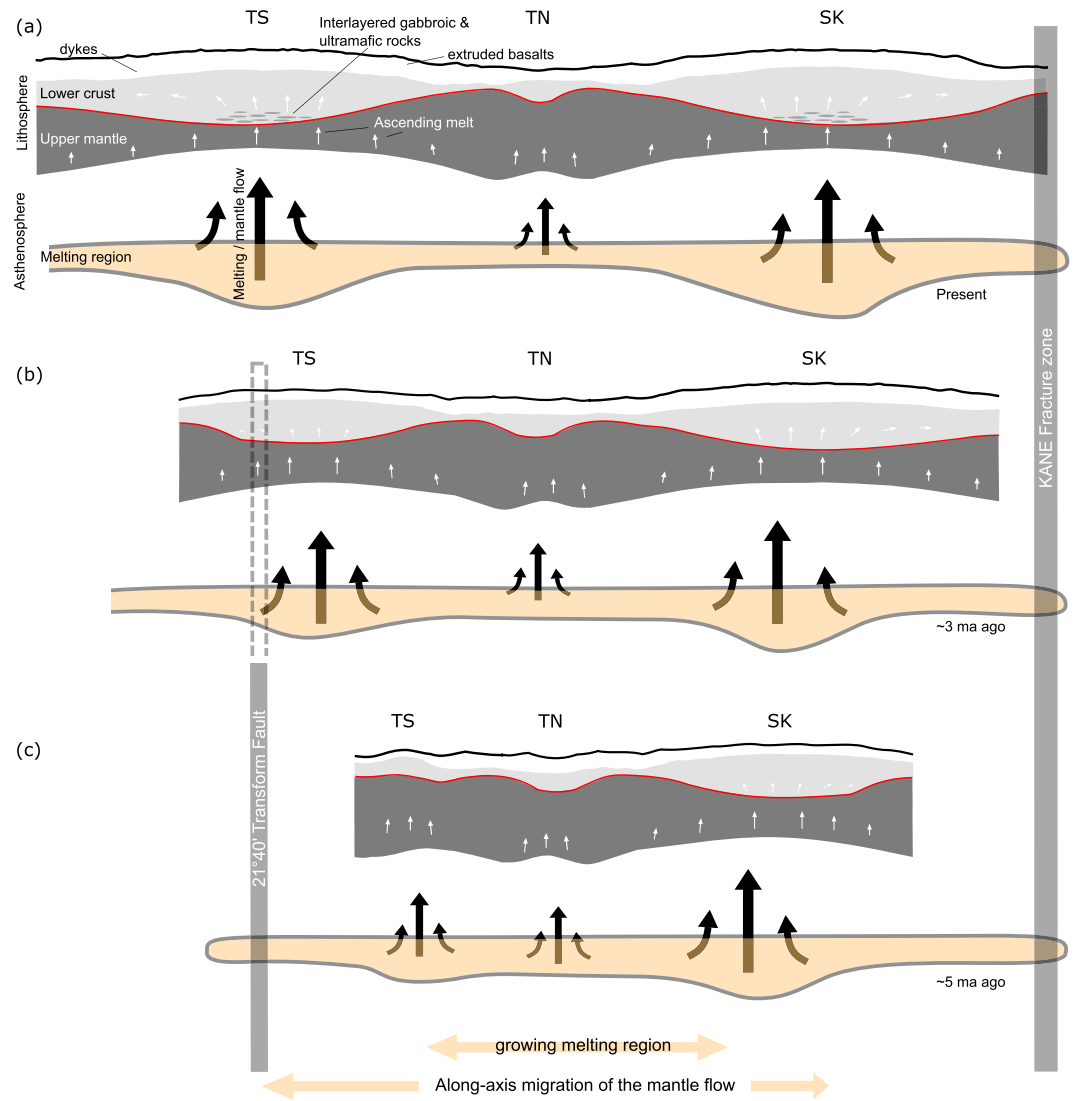 (a)
TS
TN
SK
Interlayered gabbroic &
ultramafic rocks
dykes
extruded basalts
Lithosphere
Lower crust
Ascending melt
Upper mantle
Asthenosphere
Melting / mantle flow
Melting region
Present
KANE Fracture zone
(b)
TS
TN
SK
~3 ma ago
(c)
TS
TN
SK
21°40' Transform Fault
~5 ma ago
growing melting region
Along-axis migration of the mantle flow